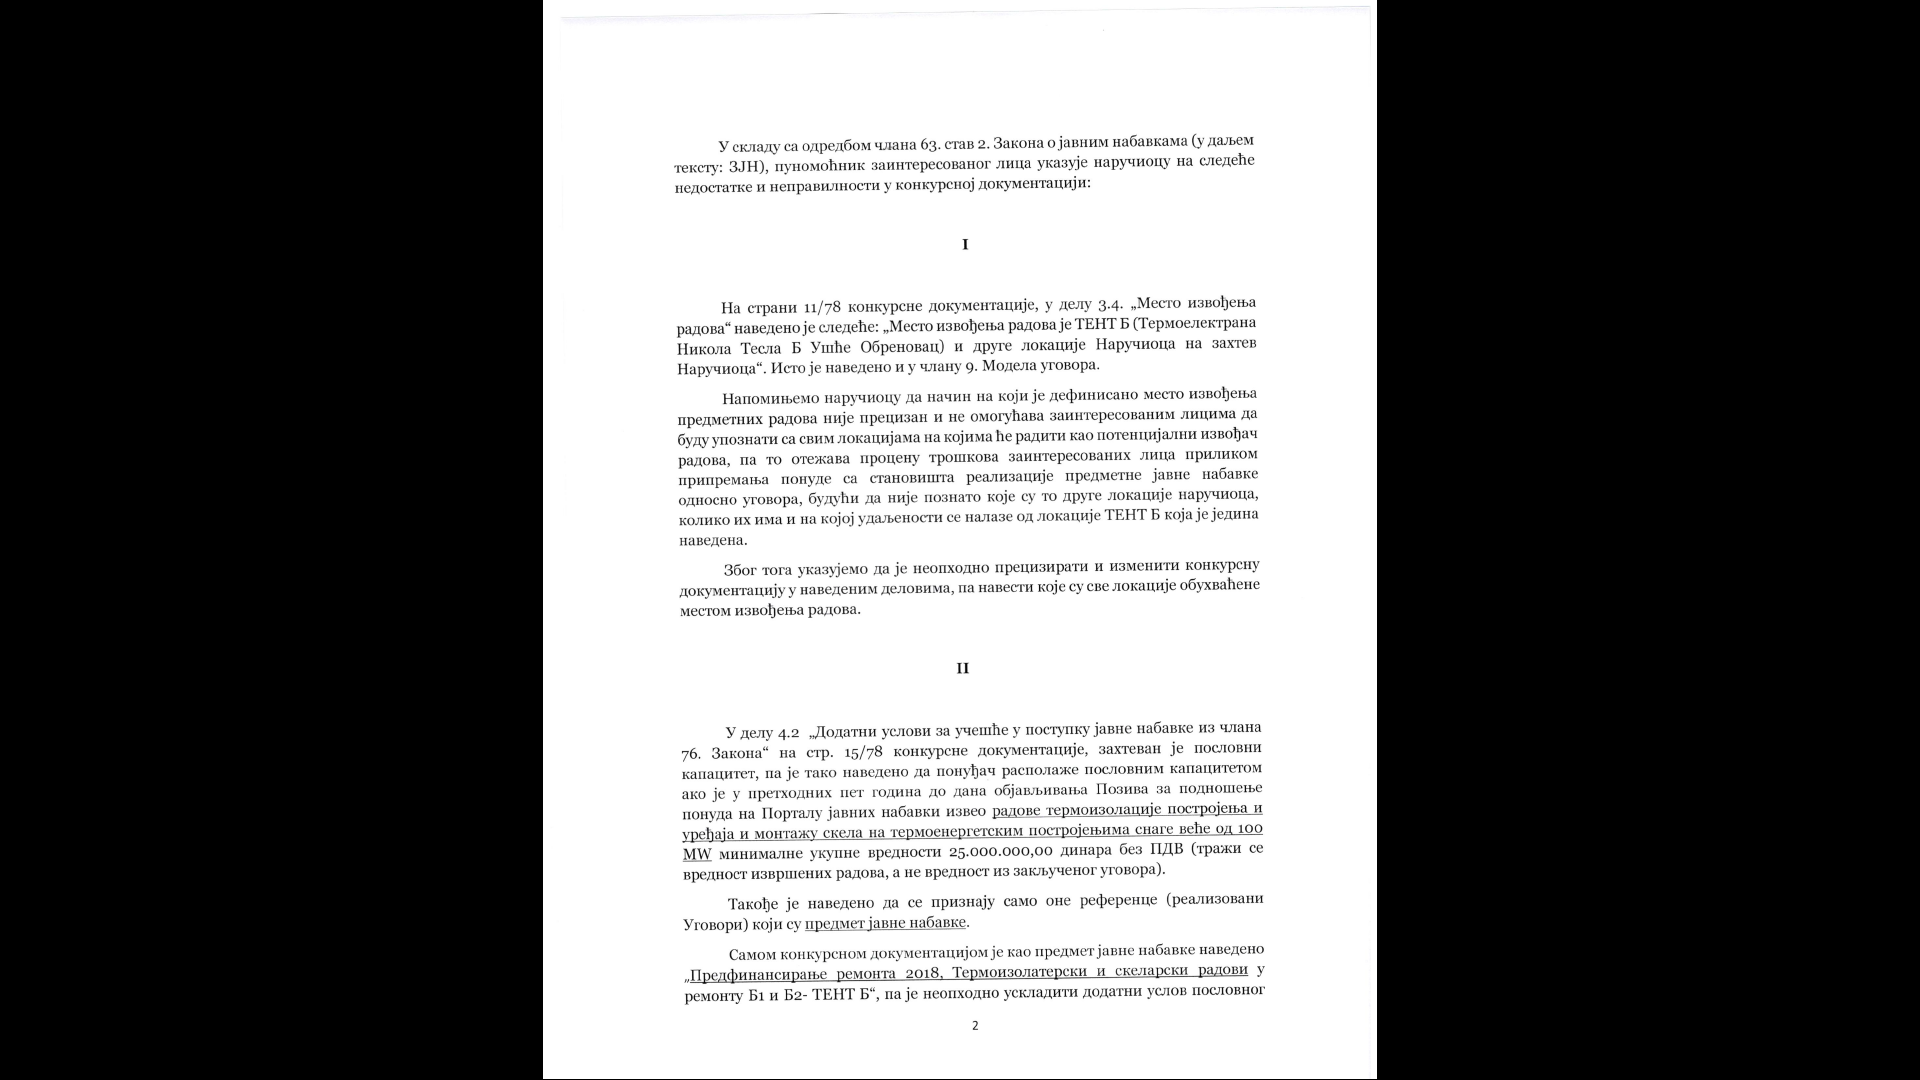 У складу са одредбом члана 63. став 2. Закона о јавним набавкама (у даљем
тексту: ЗЈН), пуномоћник заинтересованог лица указује наручиоцу на следеће
недостатке и неправилности у конкурсној документацији:
I
На страни 11/78 конкурсне документације, у делу 3.4. „Место извођења
радова“ наведено је следеће: „Место извођења радова је ТЕНТ Б (Термоелектрана
Никола Тесла Б Ушће Обреновац) и друге локације Наручиоца на захтев
Наручиоца“. Исто је наведено и у члану 9. Модела уговора.
Напомињемо наручиоцу да начин на који је дефинисано место извођења
предметних радова није прецизан и не омогућава заинтересованим лицима да
буду упознати са свим локацијама на којима ће радити као потенцијални извођач
радова, па то отежава процену трошкова заинтересованих лица приликом
припремања понуде са становишта реализације предметне јавне набавке
односно уговора, будући да није познато које су то друге локације наручиоца,
колико их има и на којој удаљености се налазе од локације ТЕНТ Б која је једина
наведена.
Због тога указујемо да је неопходно прецизирати и изменити конкурсну
документацију у наведеним деловима, па навести које су све локације обухваћене
местом извођења радова.
II
У делу 4.2 „Додатни услови за учешће у поступку јавне набавке из члана
76. Закона“ на стр. 15/78 конкурсне документације, захтеван је пословни
капацитет, па је тако наведено да понуђач располаже пословним капацитетом
ако је у претходних пет година до дана објављивања Позива за подношење
понуда на Порталу јавних набавки извео радове термоизолације постројења и
уређаја и монтажу скела на термоенергетским постројењима снаге веће од 100
MW минималне укупне вредности 25.000.000,00 динара без ПДВ (тражи се
вредност извршених радова, а не вредност из закљученог уговора).
Такође је наведено да се признају само оне референце (реализовани
Уговори) који су предмет јавне набавке.
Самом конкурсном документацијом је као предмет јавне набавке наведено
„Предфинансирање ремонта 2018, Термоизолатерски и скеларски радови у
ремонту Б1 и Б2- ТЕНТ Б“, па је неопходно ускладити додатни услов пословног
2